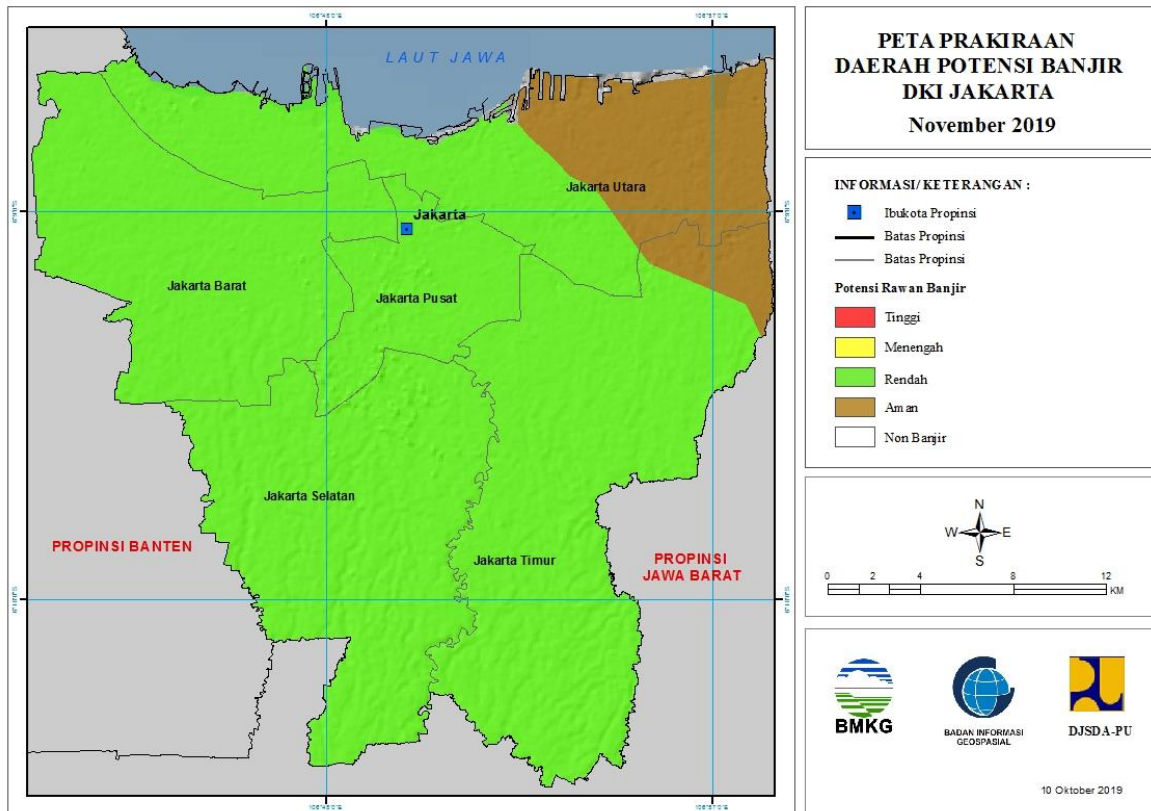 LAUT JAWA
Jakarta Utara
Jakarta
Jakarta Barat
Jakarta Pusat
Jakarta Selatan
PROPINSI BANTEN
Jakarta Timur
PROPINSI
JAWA BARAT
PETA PRAKIRAAN
DAERAH POTENSI BANJIR
DKI JAKARTA
November 2019
INFORMASI/ KETERANGAN :
Ibukota Propinsi
Batas Propinsi
Batas Propinsi
Potensi Rawan Banjir
Tinggi
Menengah
Rendah
Aman
Non Banjir
N
W E
S
0 2 4 8 12
KM
BMKG
BADAN INFORMASI
GEOSPASIAL
DJSDA-PU
10 Oktober 2019